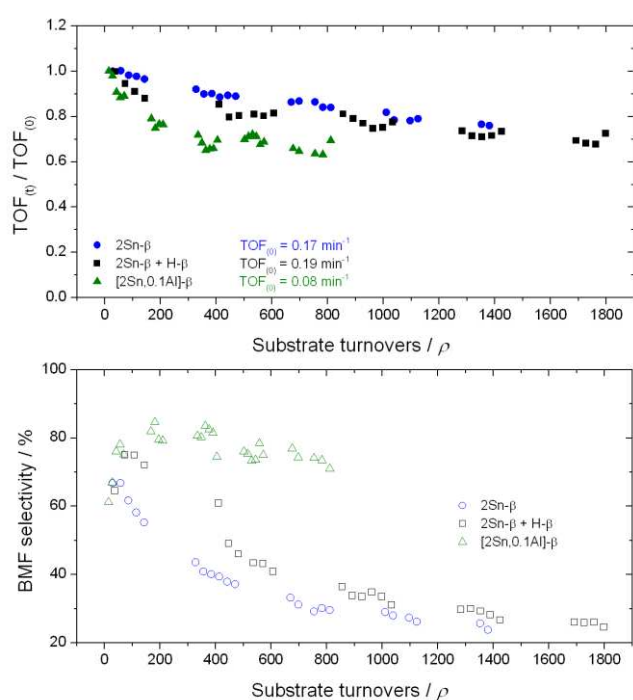 1.2
1.0
0.8
0.6
0.4
0.2
0.0
TOF(t) / TOF(0)
2Sn-β TOF(0) = 0.17 min⁻¹
2Sn-β + H-β TOF(0) = 0.19 min⁻¹
[2Sn,0.1Al]-β TOF(0) = 0.08 min⁻¹
0 200 400 600 800 1000 1200 1400 1600 1800
Substrate turnovers / ρ
100
80
60
40
20
BMF selectivity / %
2Sn-β
2Sn-β + H-β
[2Sn,0.1Al]-β
0 200 400 600 800 1000 1200 1400 1600 1800
Substrate turnovers / ρ